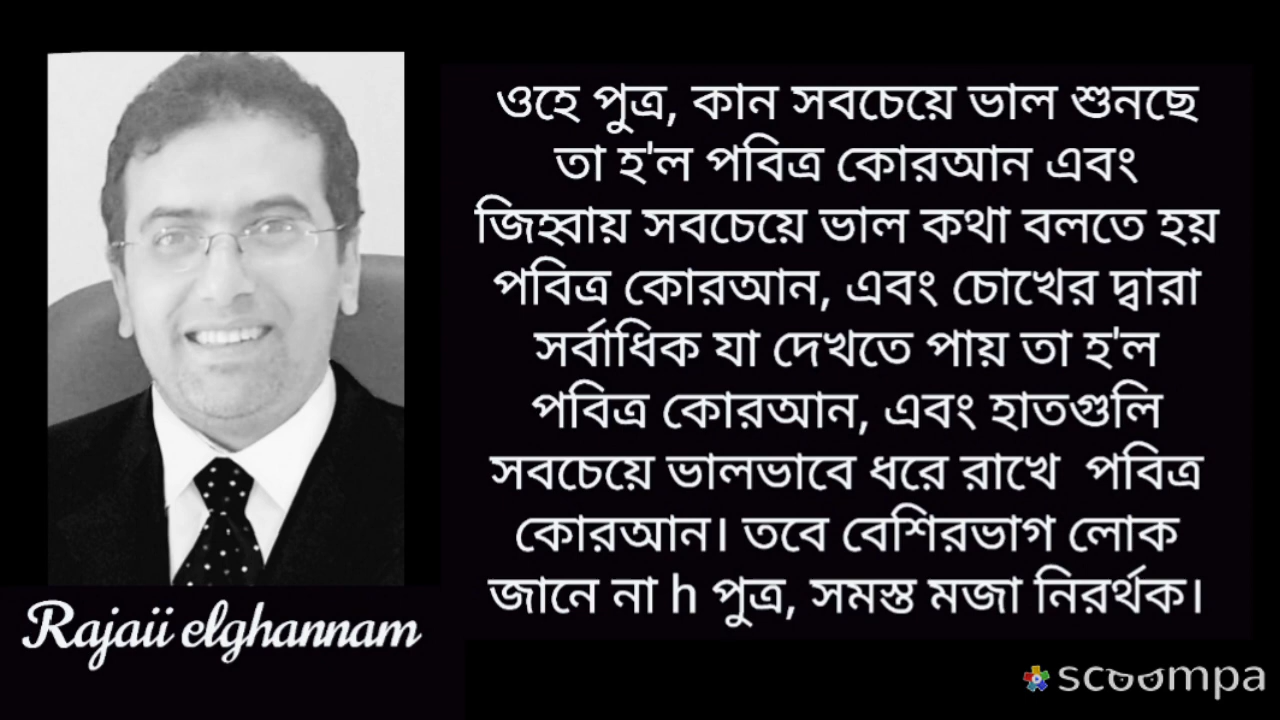 ওহে পুত্র, কান সবচেয়ে ভাল শুনছে
তা হ'ল পবিত্র কোরআন এবং
জিহ্বায় সবচেয়ে ভাল কথা বলতে হয়
পবিত্র কোরআন, এবং চোখের দ্বারা
সর্বাধিক যা দেখতে পায় তা হ'ল
পবিত্র কোরআন, এবং হাতগুলি
সবচেয়ে ভালভাবে ধরে রাখে পবিত্র
কোরআন। তবে বেশিরভাগ লোক
জানে না h পুত্র, সমস্ত মজা নিরর্থক।
Rajaii elghannam
scoompa